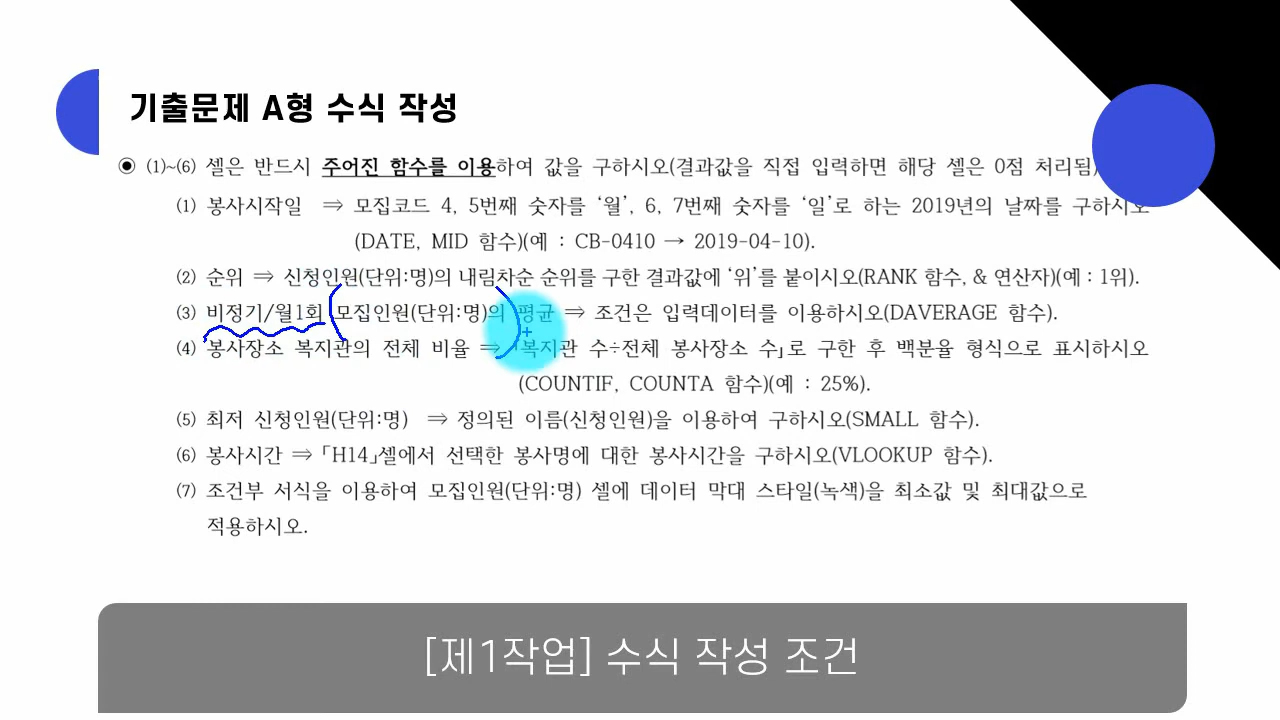 기출문제 A형 수식 작성
◉ ⑴~⑹ 셀은 반드시 주어진 함수를 이용하여 값을 구하시오(결과값을 직접 입력하면 해당 셀은 0점 처리됨)
⑴ 봉사시작일 ⇒ 모집코드 4, 5번째 숫자를 ‘월’, 6, 7번째 숫자를 ‘일’로 하는 2019년의 날짜를 구하시오
(DATE, MID 함수)(예 : CB-0410 → 2019-04-10).
⑵ 순위 ⇒ 신청인원(단위:명)의 내림차순 순위를 구한 결과값에 ‘위’를 붙이시오(RANK 함수, & 연산자)(예 : 1위).
⑶ 비정기/월1회 모집인원(단위:명)의 평균 ⇒ 조건은 입력데이터를 이용하시오(DAVERAGE 함수).
⑷ 봉사장소 복지관의 전체 비율 ⇒ 「복지관 수÷전체 봉사장소 수」로 구한 후 백분율 형식으로 표시하시오
(COUNTIF, COUNTA 함수)(예 : 25%).
⑸ 최저 신청인원(단위:명) ⇒ 정의된 이름(신청인원)을 이용하여 구하시오(SMALL 함수).
⑹ 봉사시간 ⇒ 「H14」셀에서 선택한 봉사명에 대한 봉사시간을 구하시오(VLOOKUP 함수).
⑺ 조건부 서식을 이용하여 모집인원(단위:명) 셀에 데이터 막대 스타일(녹색)을 최소값 및 최대값으로
적용하시오.
[제1작업] 수식 작성 조건